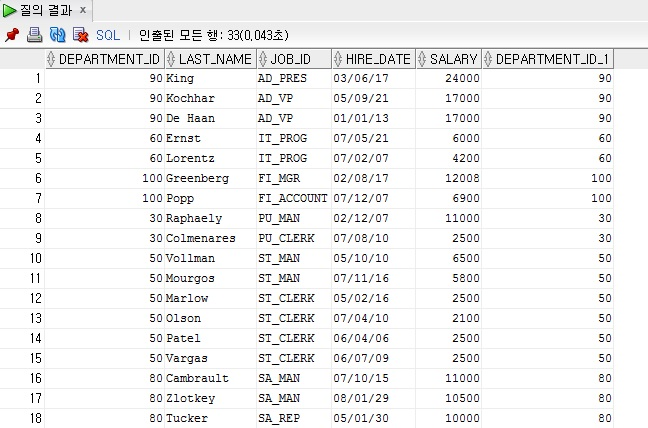 질의 결과 ×
SQL | 인출된 모든 행: 33(0,043초)
DEPARTMENT_ID LAST_NAME JOB_ID HIRE_DATE SALARY DEPARTMENT_ID_1
1 90 King AD_PRES 03/06/17 24000 90
2 90 Kochhar AD_VP 05/09/21 17000 90
3 90 De Haan AD_VP 01/01/13 17000 90
4 60 Ernst IT_PROG 07/05/21 6000 60
5 60 Lorentz IT_PROG 07/02/07 4200 60
6 100 Greenberg FI_MGR 02/08/17 12008 100
7 100 Popp FI_ACCOUNT 07/12/07 6900 100
8 30 Raphaely PU_MAN 02/12/07 11000 30
9 30 Colmenares PU_CLERK 07/08/10 2500 30
10 50 Vollman ST_MAN 05/10/10 6500 50
11 50 Mourgos ST_MAN 07/11/16 5800 50
12 50 Marlow ST_CLERK 05/02/16 2500 50
13 50 Olson ST_CLERK 07/04/10 2100 50
14 50 Patel ST_CLERK 06/04/06 2500 50
15 50 Vargas ST_CLERK 06/07/09 2500 50
16 80 Cambrault SA_MAN 07/10/15 11000 80
17 80 Zlotkey SA_MAN 08/01/29 10500 80
18 80 Tucker SA_REP 05/01/30 10000 80